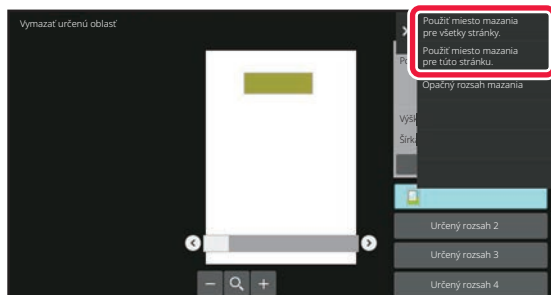 Vymazať určenú oblasť
Použiť miesto mazania
pre všetky stránky.
Použiť miesto mazania
pre túto stránku.
Opačný rozsah mazania
Určený rozsah 2
Určený rozsah 3
Určený rozsah 4